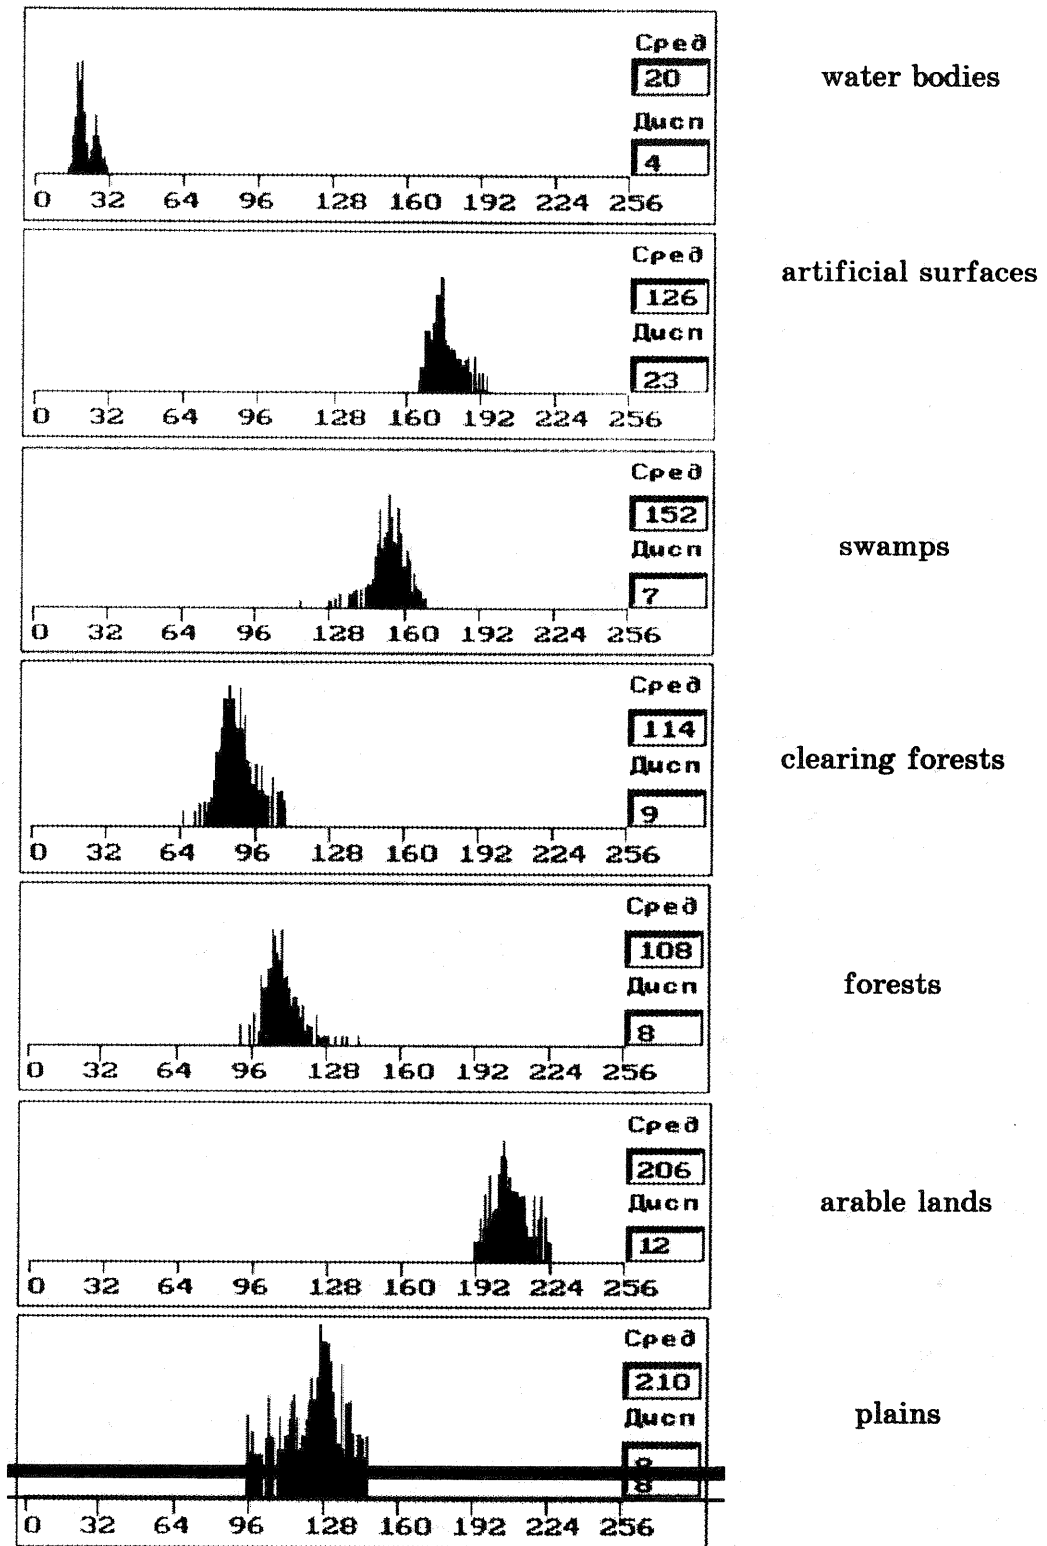 Сред
20
water bodies
Дисп
4
0 32 64 96 128 160 192 224 256
Сред
artificial surfaces
126
Дисп
23
0 32 64 96 128 160 192 224 256
Сред
152
swamps
Дисп
7
0 32 64 96 128 160 192 224 256
Сред
114
clearing forests
Дисп
9
0 32 64 96 128 160 192 224 256
Сред
108
forests
Дисп
8
0 32 64 96 128 160 192 224 256
Сред
206
arable lands
Дисп
12
0 32 64 96 128 160 192 224 256
Сред
210
plains
Дисп
8
0 32 64 96 128 160 192 224 256